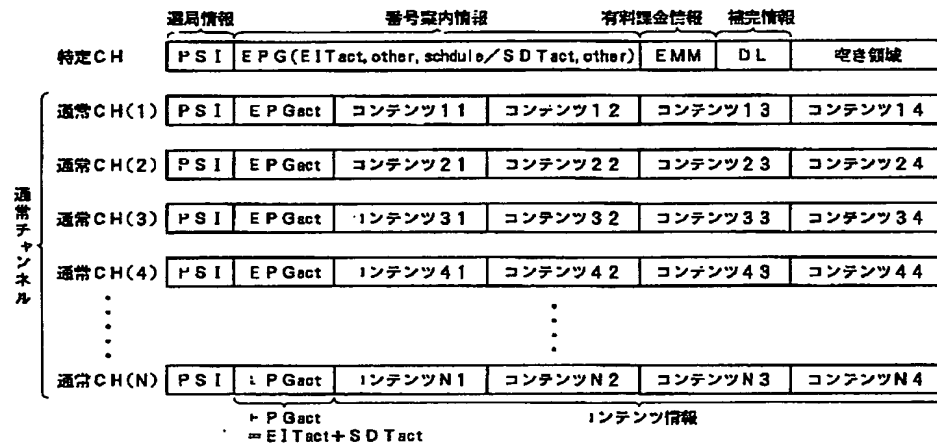 選局情報 番号案内情報 有料課金情報 補完情報
特定CH PSI EPG(EITact,other,schdule/SDTact,other) EMM DL 空き領域
通常CH(1) PSI EPGact コンテンツ11 コンテンツ12 コンテンツ13 コンテンツ14
通常CH(2) PSI EPGact コンテンツ21 コンテンツ22 コンテンツ23 コンテンツ24
通常CH(3) PSI EPGact コンテンツ31 コンテンツ32 コンテンツ33 コンテンツ34
通常チャンネル
通常CH(4) PSI EPGact コンテンツ41 コンテンツ42 コンテンツ43 コンテンツ44
通常CH(N) PSI EPGact コンテンツN1 コンテンツN2 コンテンツN3 コンテンツN4
EPGact コンテンツ情報
=EITact+SDTact